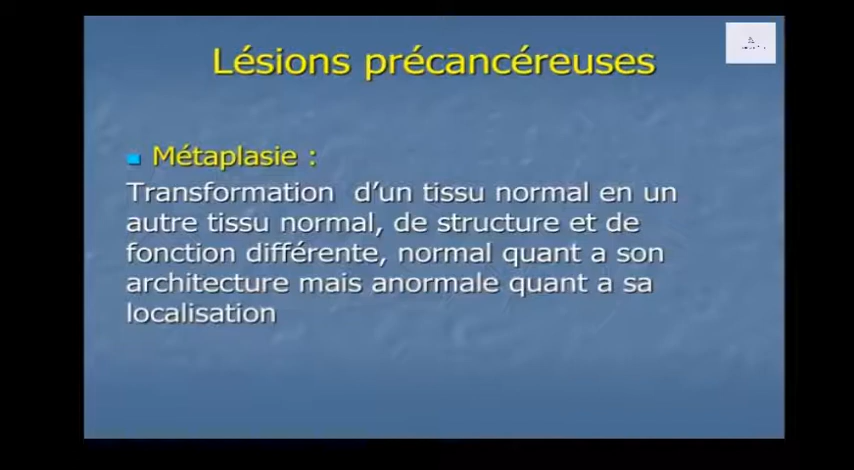 Lésions précancéreuses
Métaplasie :
Transformation d'un tissu normal en un
autre tissu normal, de structure et de
fonction différente, normal quant a son
architecture mais anormale quant a sa
localisation